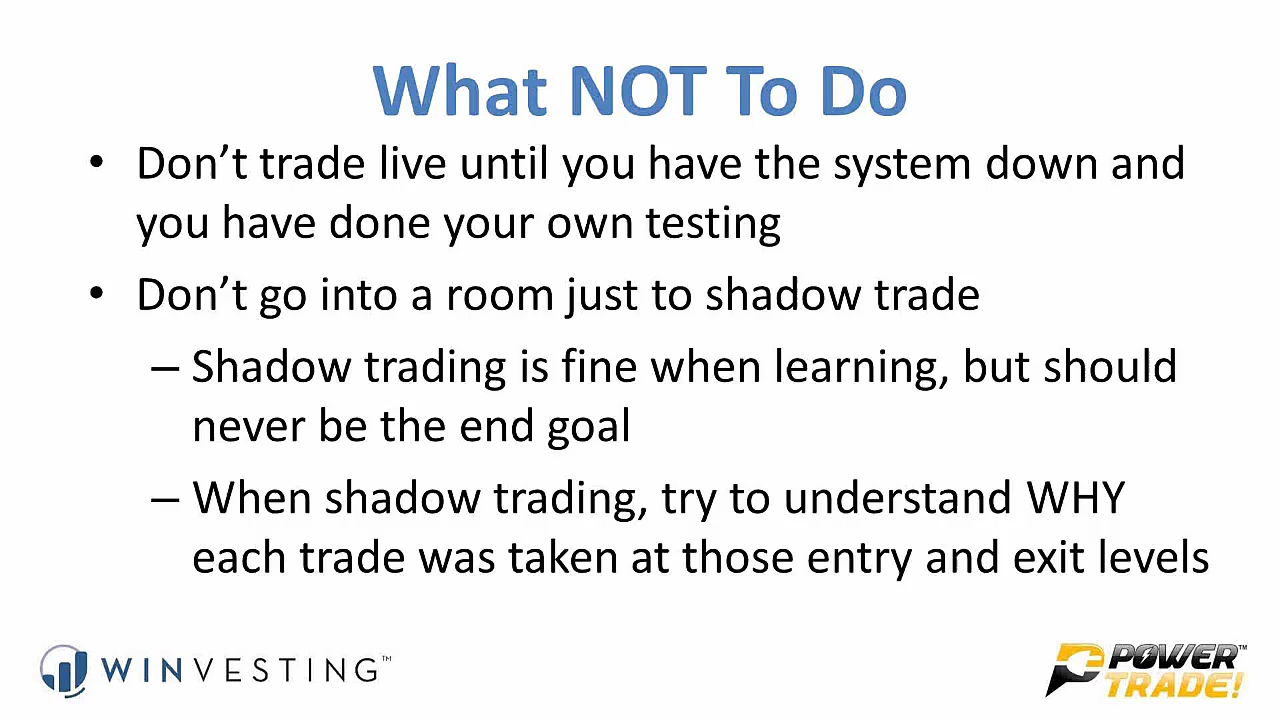 What NOT To Do
• Don’t trade live until you have the system down and
you have done your own testing
• Don’t go into a room just to shadow trade
– Shadow trading is fine when learning, but should
never be the end goal
– When shadow trading, try to understand WHY
each trade was taken at those entry and exit levels
WINVESTING™
POWER™
TRADE!